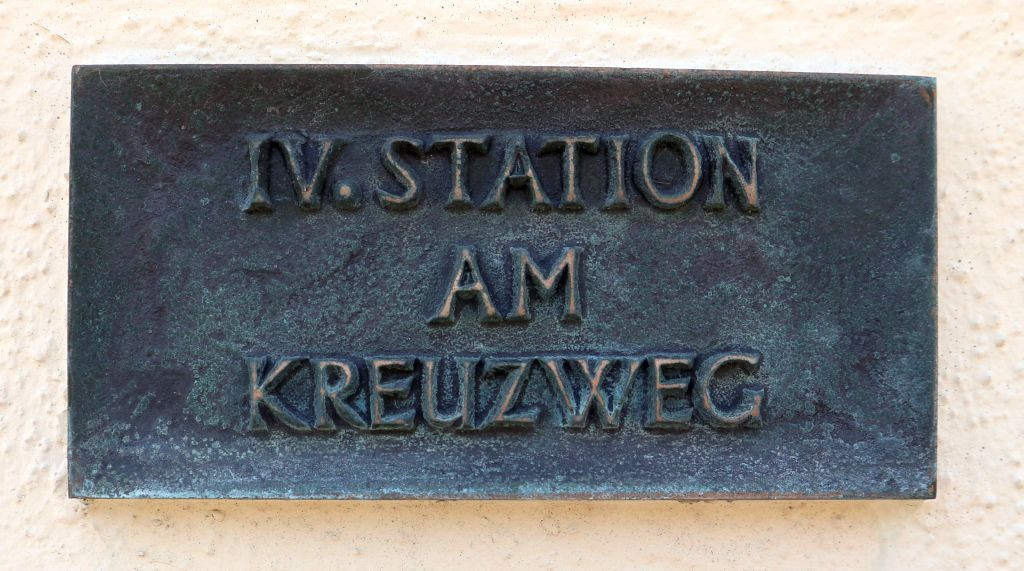 IV. STATION
AM
KREUZWEG